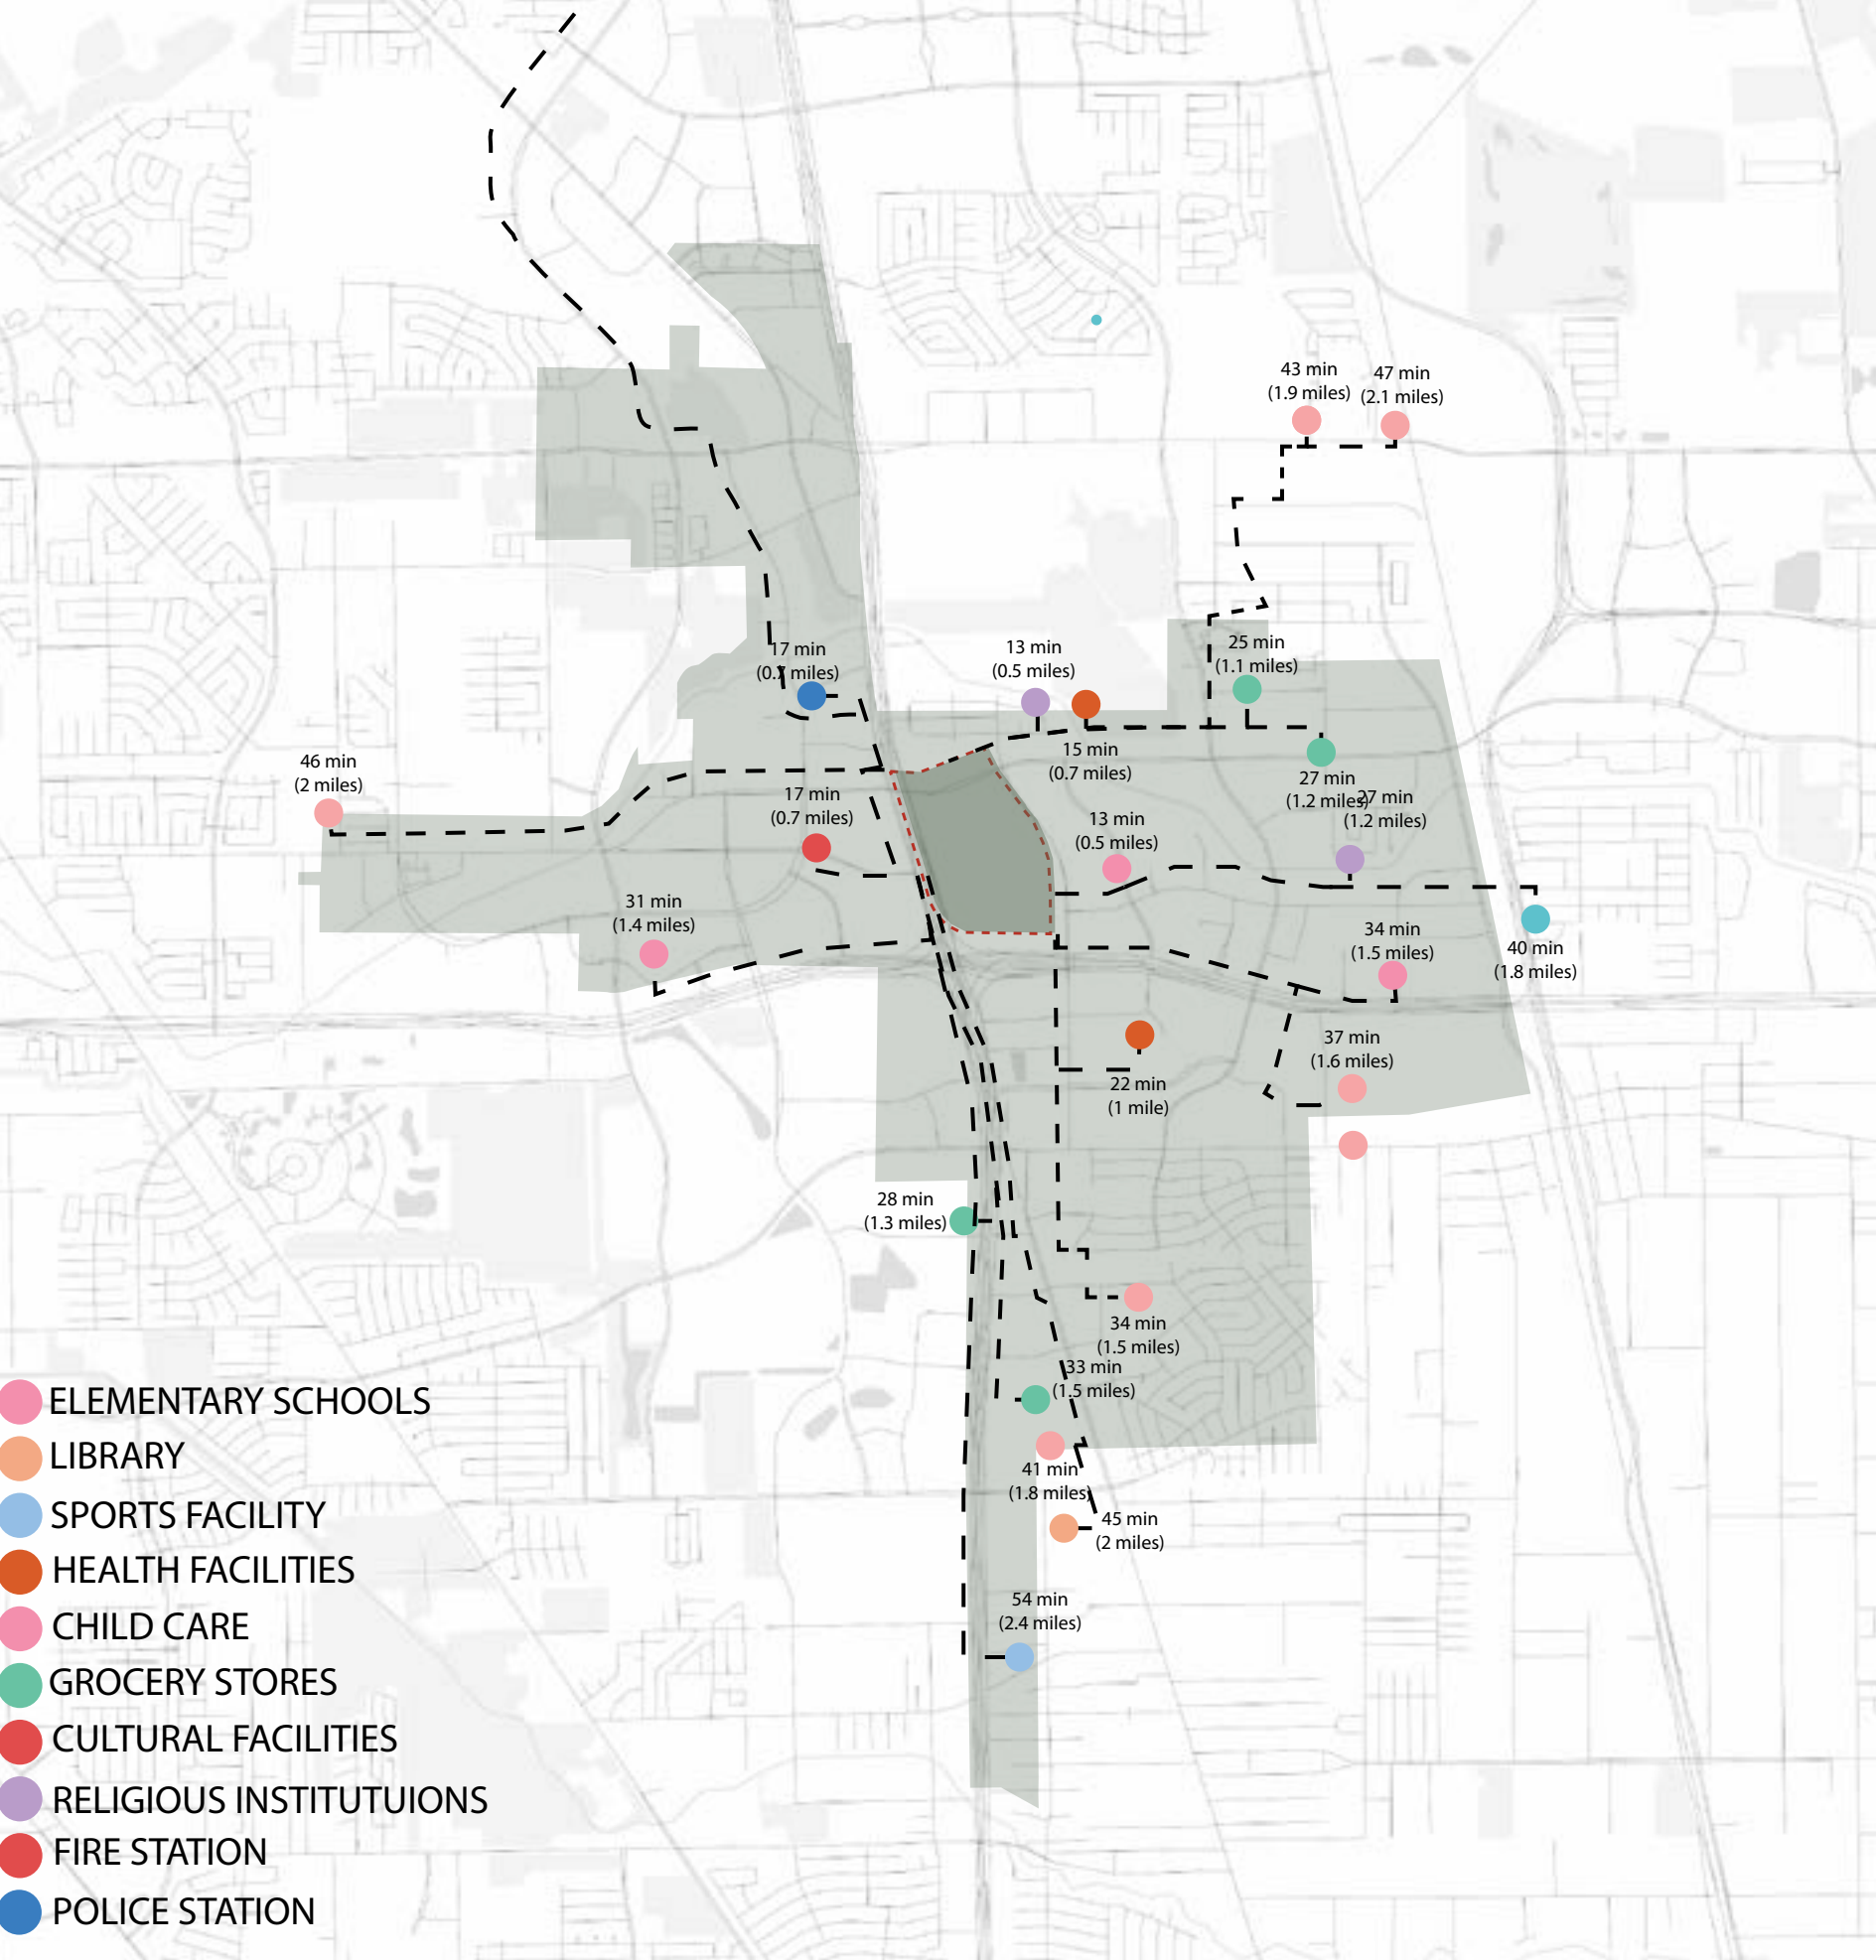 43 min
(1.9 miles)
47 min
(2.1 miles)
17 min
(0.7 miles)
13 min
(0.5 miles)
25 min
(1.1 miles)
15 min
(0.7 miles)
46 min
(2 miles)
17 min
(0.7 miles)
27 min
(1.2 miles)
27 min
(1.2 miles)
13 min
(0.5 miles)
31 min
(1.4 miles)
34 min
(1.5 miles)
40 min
(1.8 miles)
37 min
(1.6 miles)
22 min
(1 mile)
28 min
(1.3 miles)
34 min
(1.5 miles)
33 min
(1.5 miles)
41 min
(1.8 miles)
45 min
(2 miles)
54 min
(2.4 miles)
ELEMENTARY SCHOOLS
LIBRARY
SPORTS FACILITY
HEALTH FACILITIES
CHILD CARE
GROCERY STORES
CULTURAL FACILITIES
RELIGIOUS INSTITUTUIONS
FIRE STATION
POLICE STATION